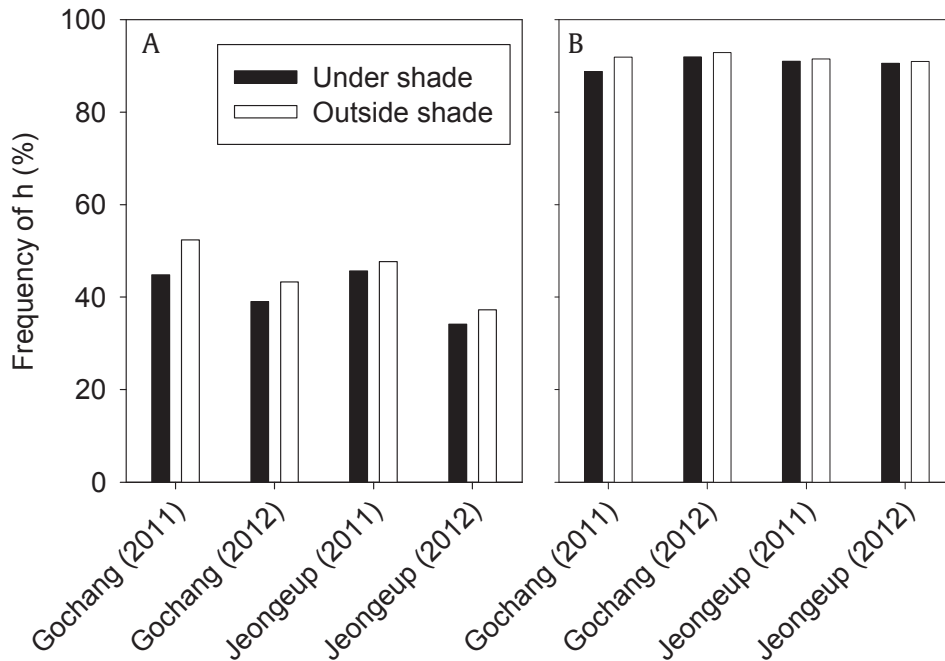 Frequency of h (%)
100
80
60
40
20
0
A
Under shade
Outside shade
B
Gochang (2011)
Gochang (2012)
Jeongeup (2011)
Jeongeup (2012)
Gochang (2011)
Gochang (2012)
Jeongeup (2011)
Jeongeup (2012)